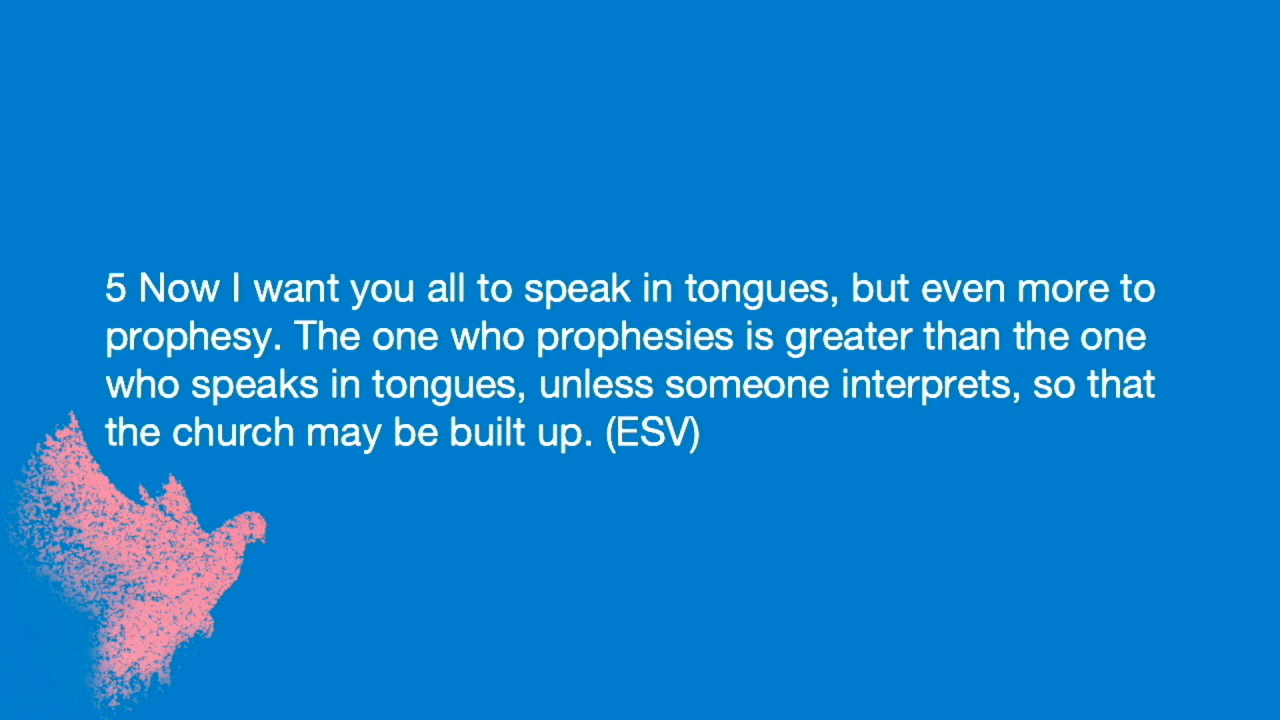 5 Now I want you all to speak in tongues, but even more to
prophesy. The one who prophesies is greater than the one
who speaks in tongues, unless someone interprets, so that
the church may be built up. (ESV)